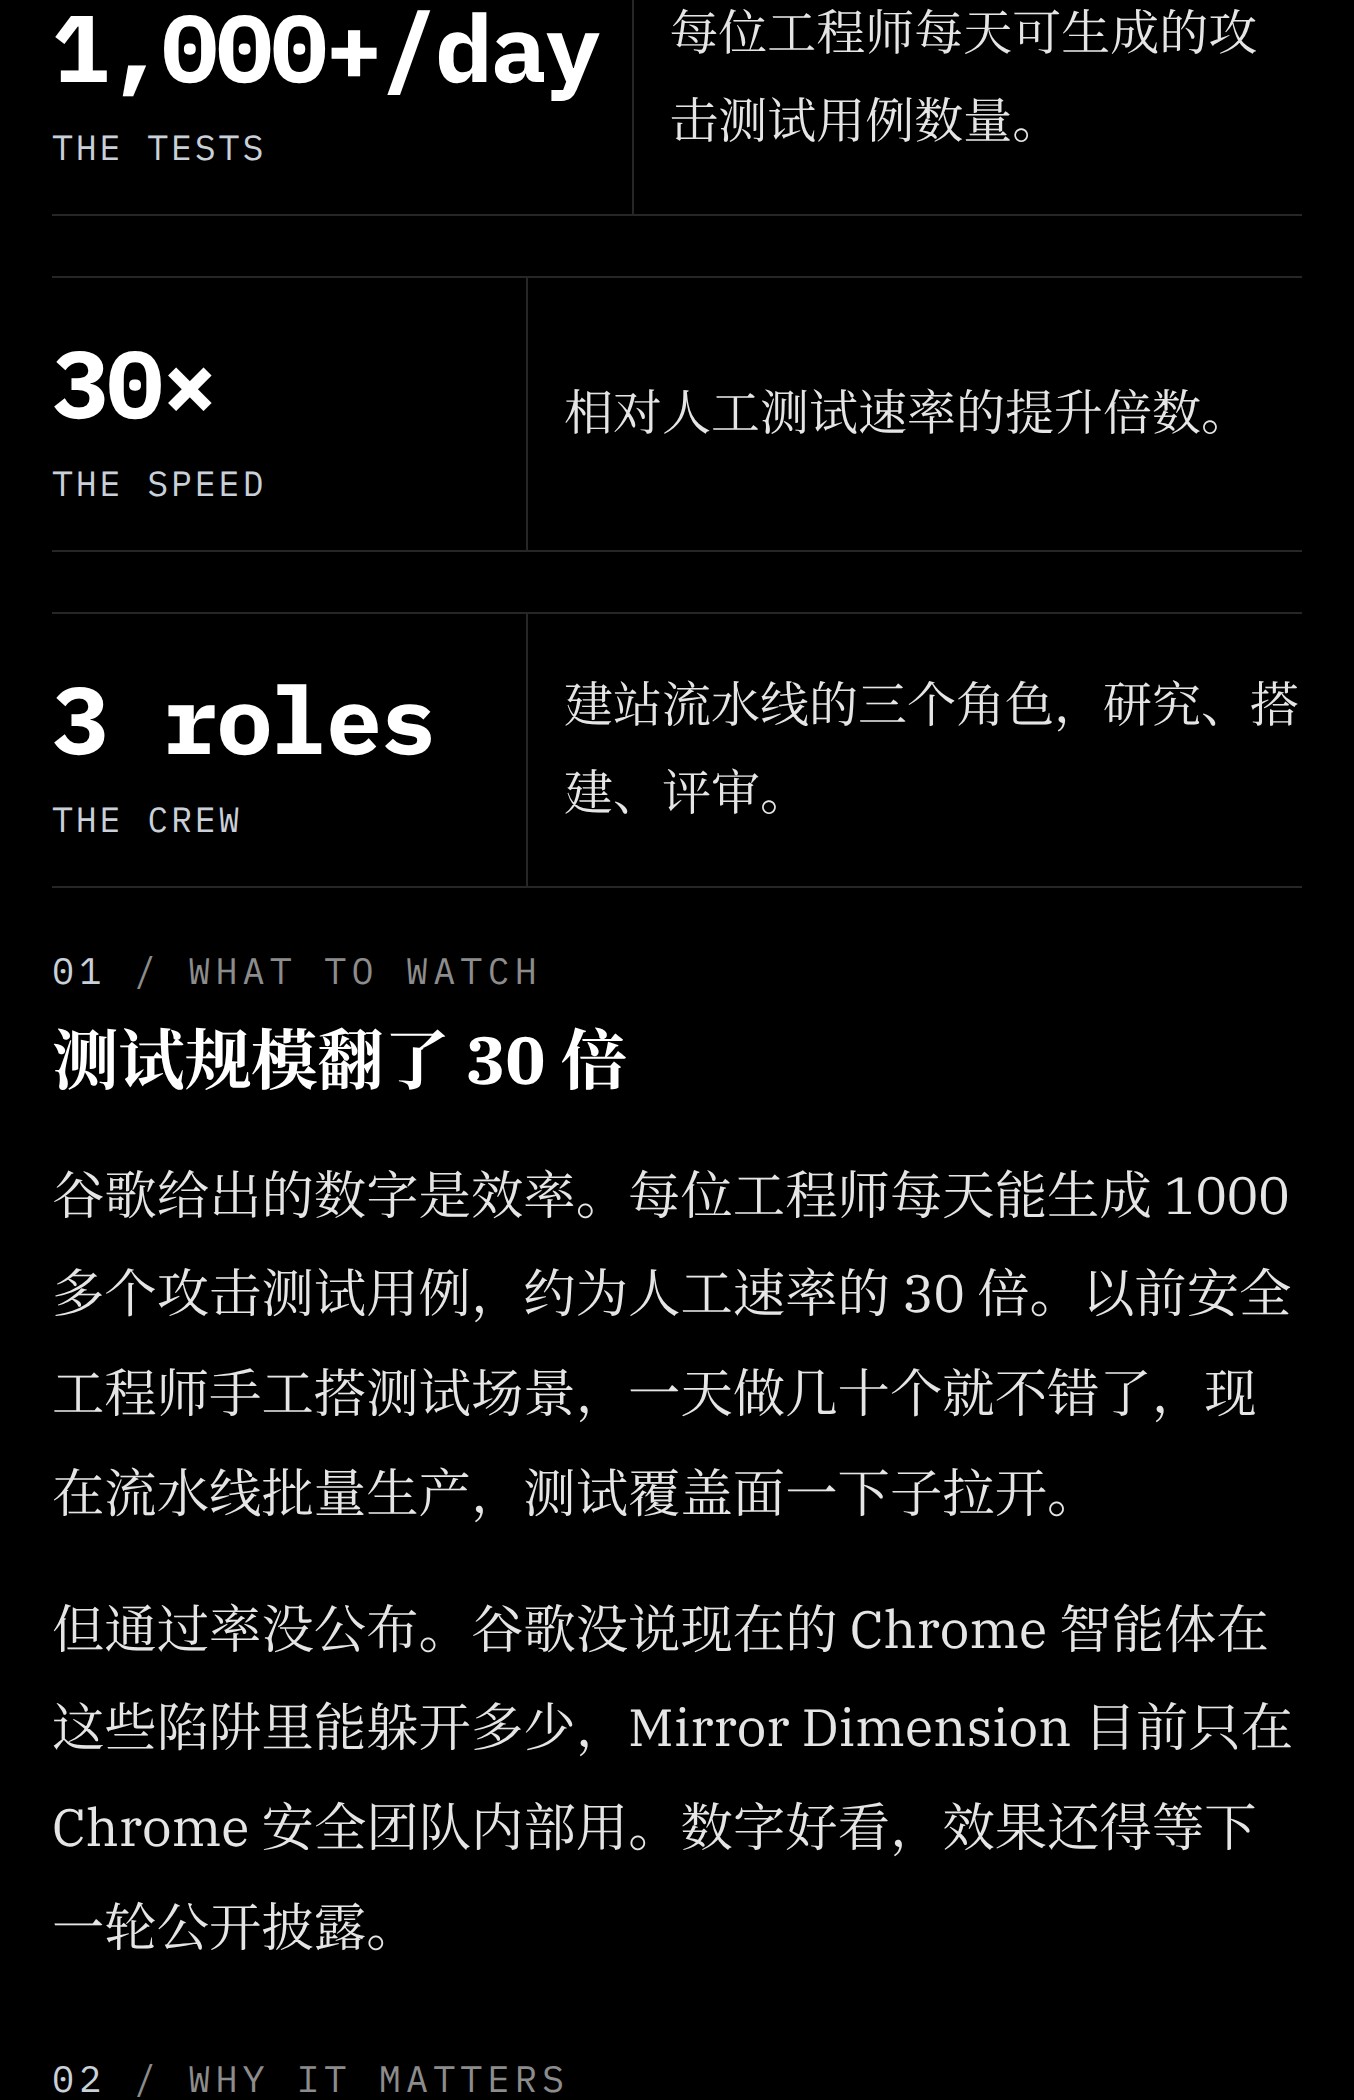 1,000+/day
THE TESTS
每位工程师每天可生成的攻
击测试用例数量。
30×
THE SPEED
相对人工测试速率的提升倍数。
3 roles
THE CREW
建站流水线的三个角色，研究、搭
建、评审。
01 / WHAT TO WATCH
测试规模翻了 30 倍
谷歌给出的数字是效率。每位工程师每天能生成 1000
多个攻击测试用例，约为人工速率的 30 倍。以前安全
工程师手工搭测试场景，一天做几十个就不错了，现
在流水线批量生产，测试覆盖面一下子拉开。
但通过率没公布。谷歌没说现在的 Chrome 智能体在
这些陷阱里能躲开多少，Mirror Dimension 目前只在
Chrome 安全团队内部用。数字好看，效果还得等下
一轮公开披露。
02 / WHY IT MATTERS